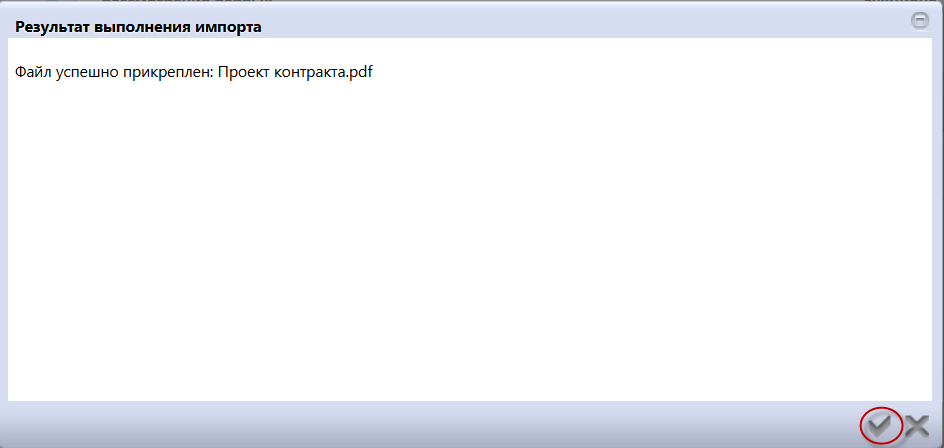 Результат выполнения импорта
Файл успешно прикреплен: Проект контракта.pdf